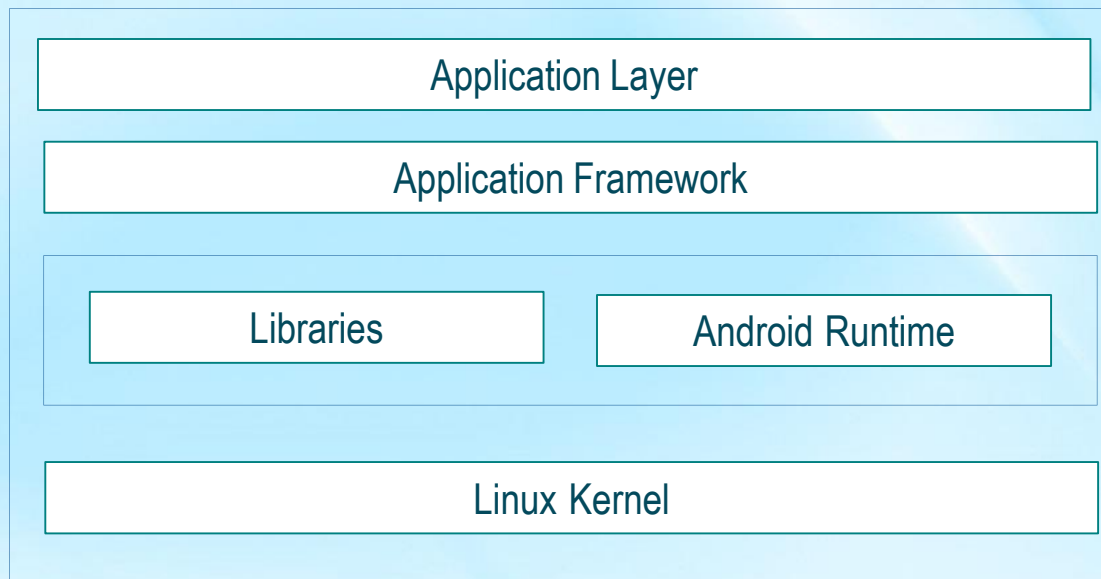 Application Layer
Application Framework
Libraries
Android Runtime
Linux Kernel